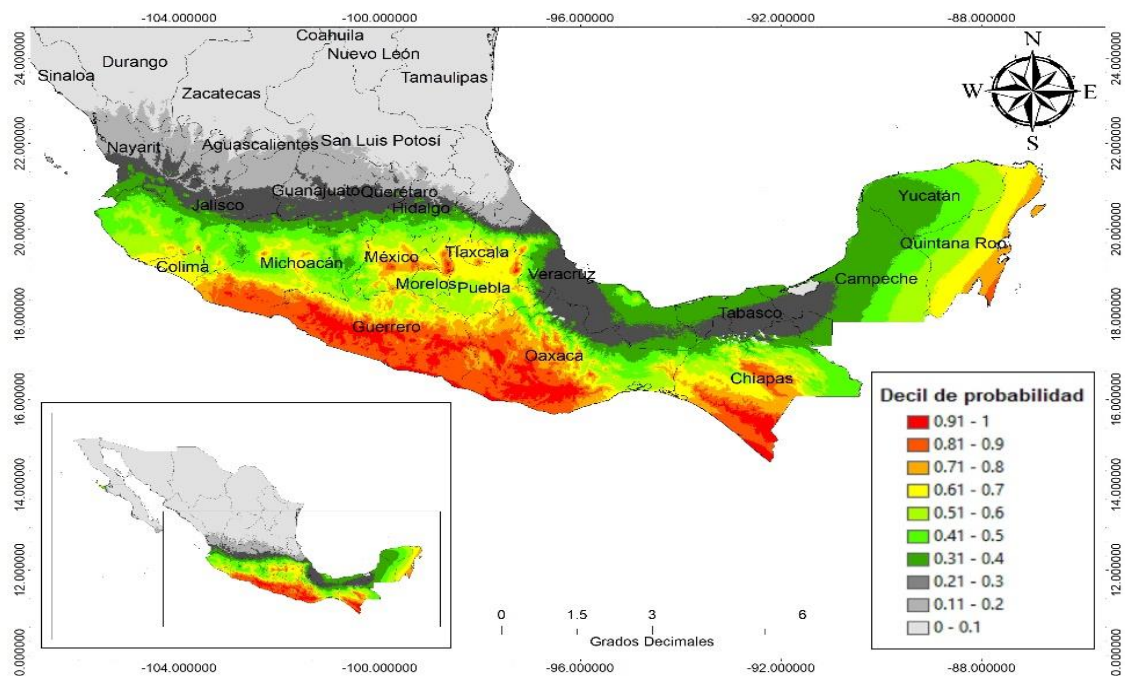 -104.000000 -100.000000 -96.000000 -92.000000 -88.000000
24.000000
22.000000
20.000000
18.000000
16.000000
14.000000
12.000000
0.000000
24.000000
22.000000
20.000000
18.000000
16.000000
14.000000
12.000000
0.000000
N
W E
S
Coahuila
Nuevo León
Durango
Sinaloa
Tamaulipas
Zacatecas
San Luis Potosí
Aguascalientes
Nayarit
Guanajuato
Querétaro
Jalisco
Hidalgo
Yucatán
Quintana Roo
Tlaxcala
México
Michoacán
Colima
Veracruz
Campeche
Morelos
Puebla
Tabasco
Guerrero
Oaxaca
Chiapas
Decil de probabilidad
0.91 - 1
0.81 - 0.9
0.71 - 0.8
0.61 - 0.7
0.51 - 0.6
0.41 - 0.5
0.31 - 0.4
0.21 - 0.3
0.11 - 0.2
0 - 0.1
0 1.5 3 6
Grados Decimales
-104.000000 -100.000000 -96.000000 -92.000000 -88.000000